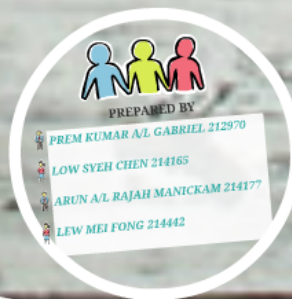 PREPARED BY
PREM KUMAR A/L GABRIEL 212970
LOW SYEH CHEN 214165
ARUN A/L RAJAH MANICKAM 214177
LEW MEI FONG 214442